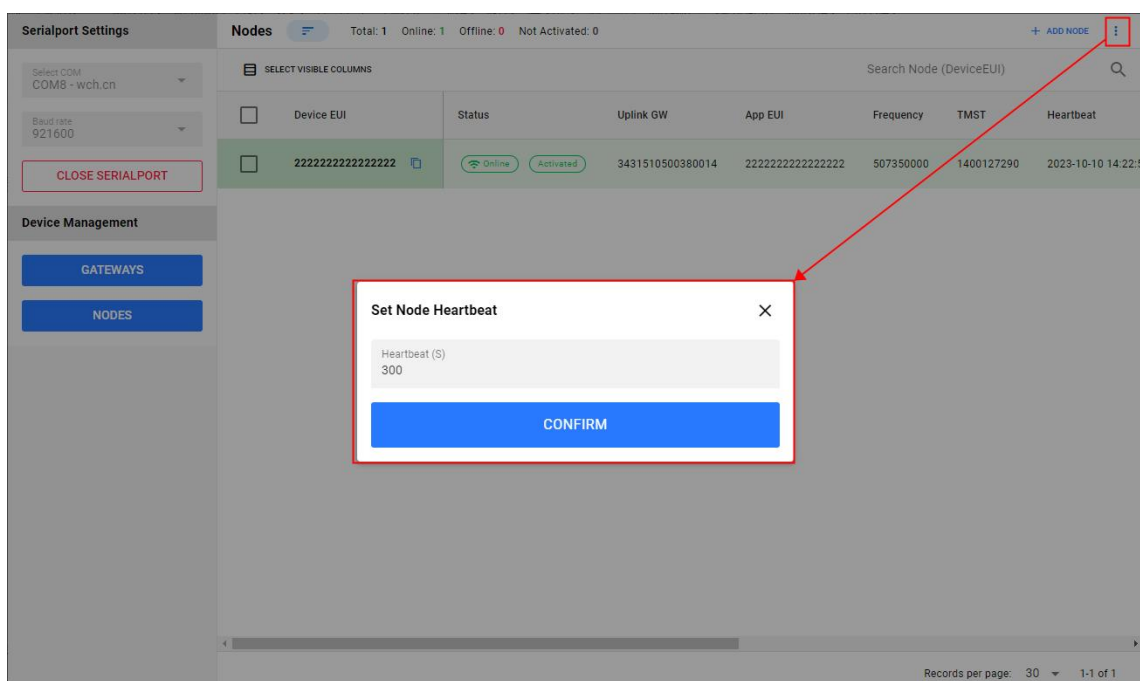 Serialport Settings
Select COM
COM8 - wch.cn
Baud rate
921600
CLOSE SERIALPORT
Device Management
GATEWAYS
NODES
Nodes Total: 1 Online: 1 Offline: 0 Not Activated: 0 + ADD NODE
SELECT VISIBLE COLUMNS Search Node (DeviceEUI)
Device EUI Status Uplink GW App EUI Frequency TMST Heartbeat
2222222222222222 Online Activated 3431510500380014 2222222222222222 507350000 1400127290 2023-10-10 14:22:5
Set Node Heartbeat
Heartbeat (S)
300
CONFIRM
Records per page: 30 1-1 of 1